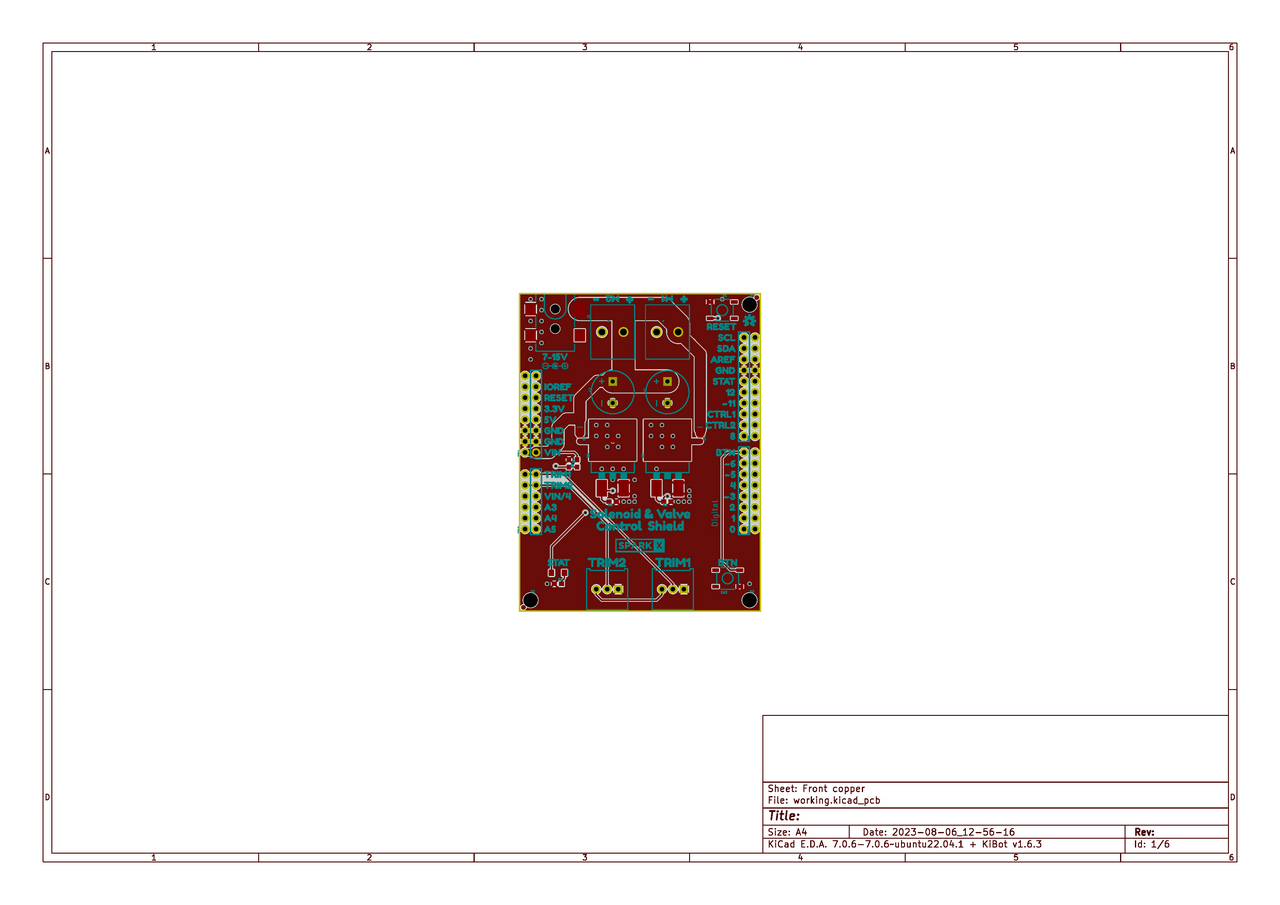 1 2 3 4 5 6
A A
B B
C C
D D
- SW +
- IN +
RESET
SCL
SDA
AREF
GND
STAT
12
~11
CTRL1
CTRL2
8
7-15V
IOREF
RESET
3.3V
5V
GND
GND
VIN
BTN
~6
~5
4
~3
2
1
0
TRIM1
TRIM2
VIN/4
A3
A4
A5
Digital
Solenoid & Valve
Control Shield
SPARK X
STAT
TRIM2
TRIM1
BTN
Sheet: Front copper
File: working.kicad_pcb
Title:
Size: A4
Date: 2023-08-06_12-56-16
Rev:
KiCad E.D.A. 7.0.6-7.0.6~ubuntu22.04.1 + KiBot v1.6.3
Id: 1/6
1 2 3 4 5 6